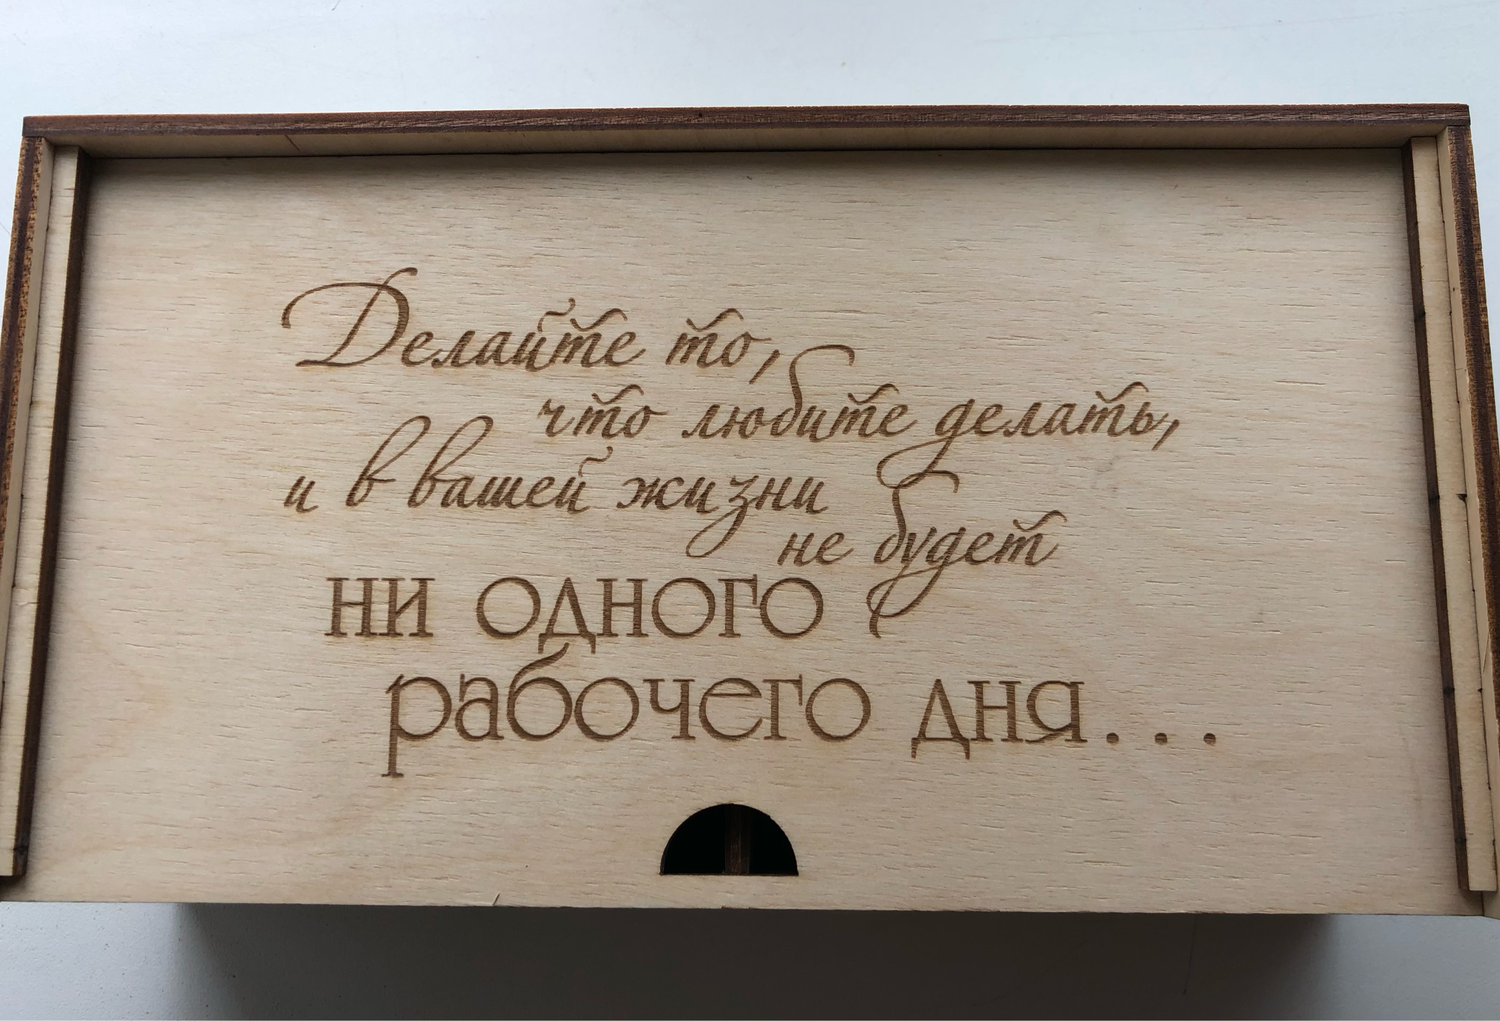 Делайте то,
что любите делать,
и в вашей жизни
не будет
ни одного
рабочего дня...